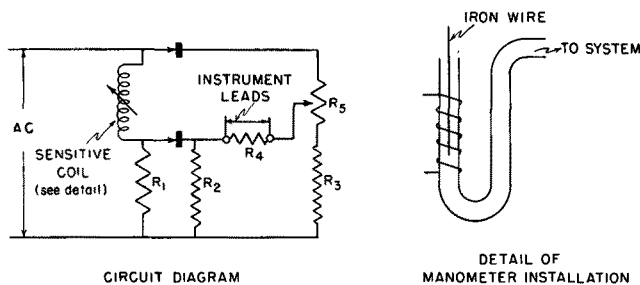 IRON WIRE
TO SYSTEM
INSTRUMENT
LEADS
R5
AC
R4
SENSITIVE
COIL
(see detail)
R1
R2
R3
CIRCUIT DIAGRAM
DETAIL OF
MANOMETER INSTALLATION